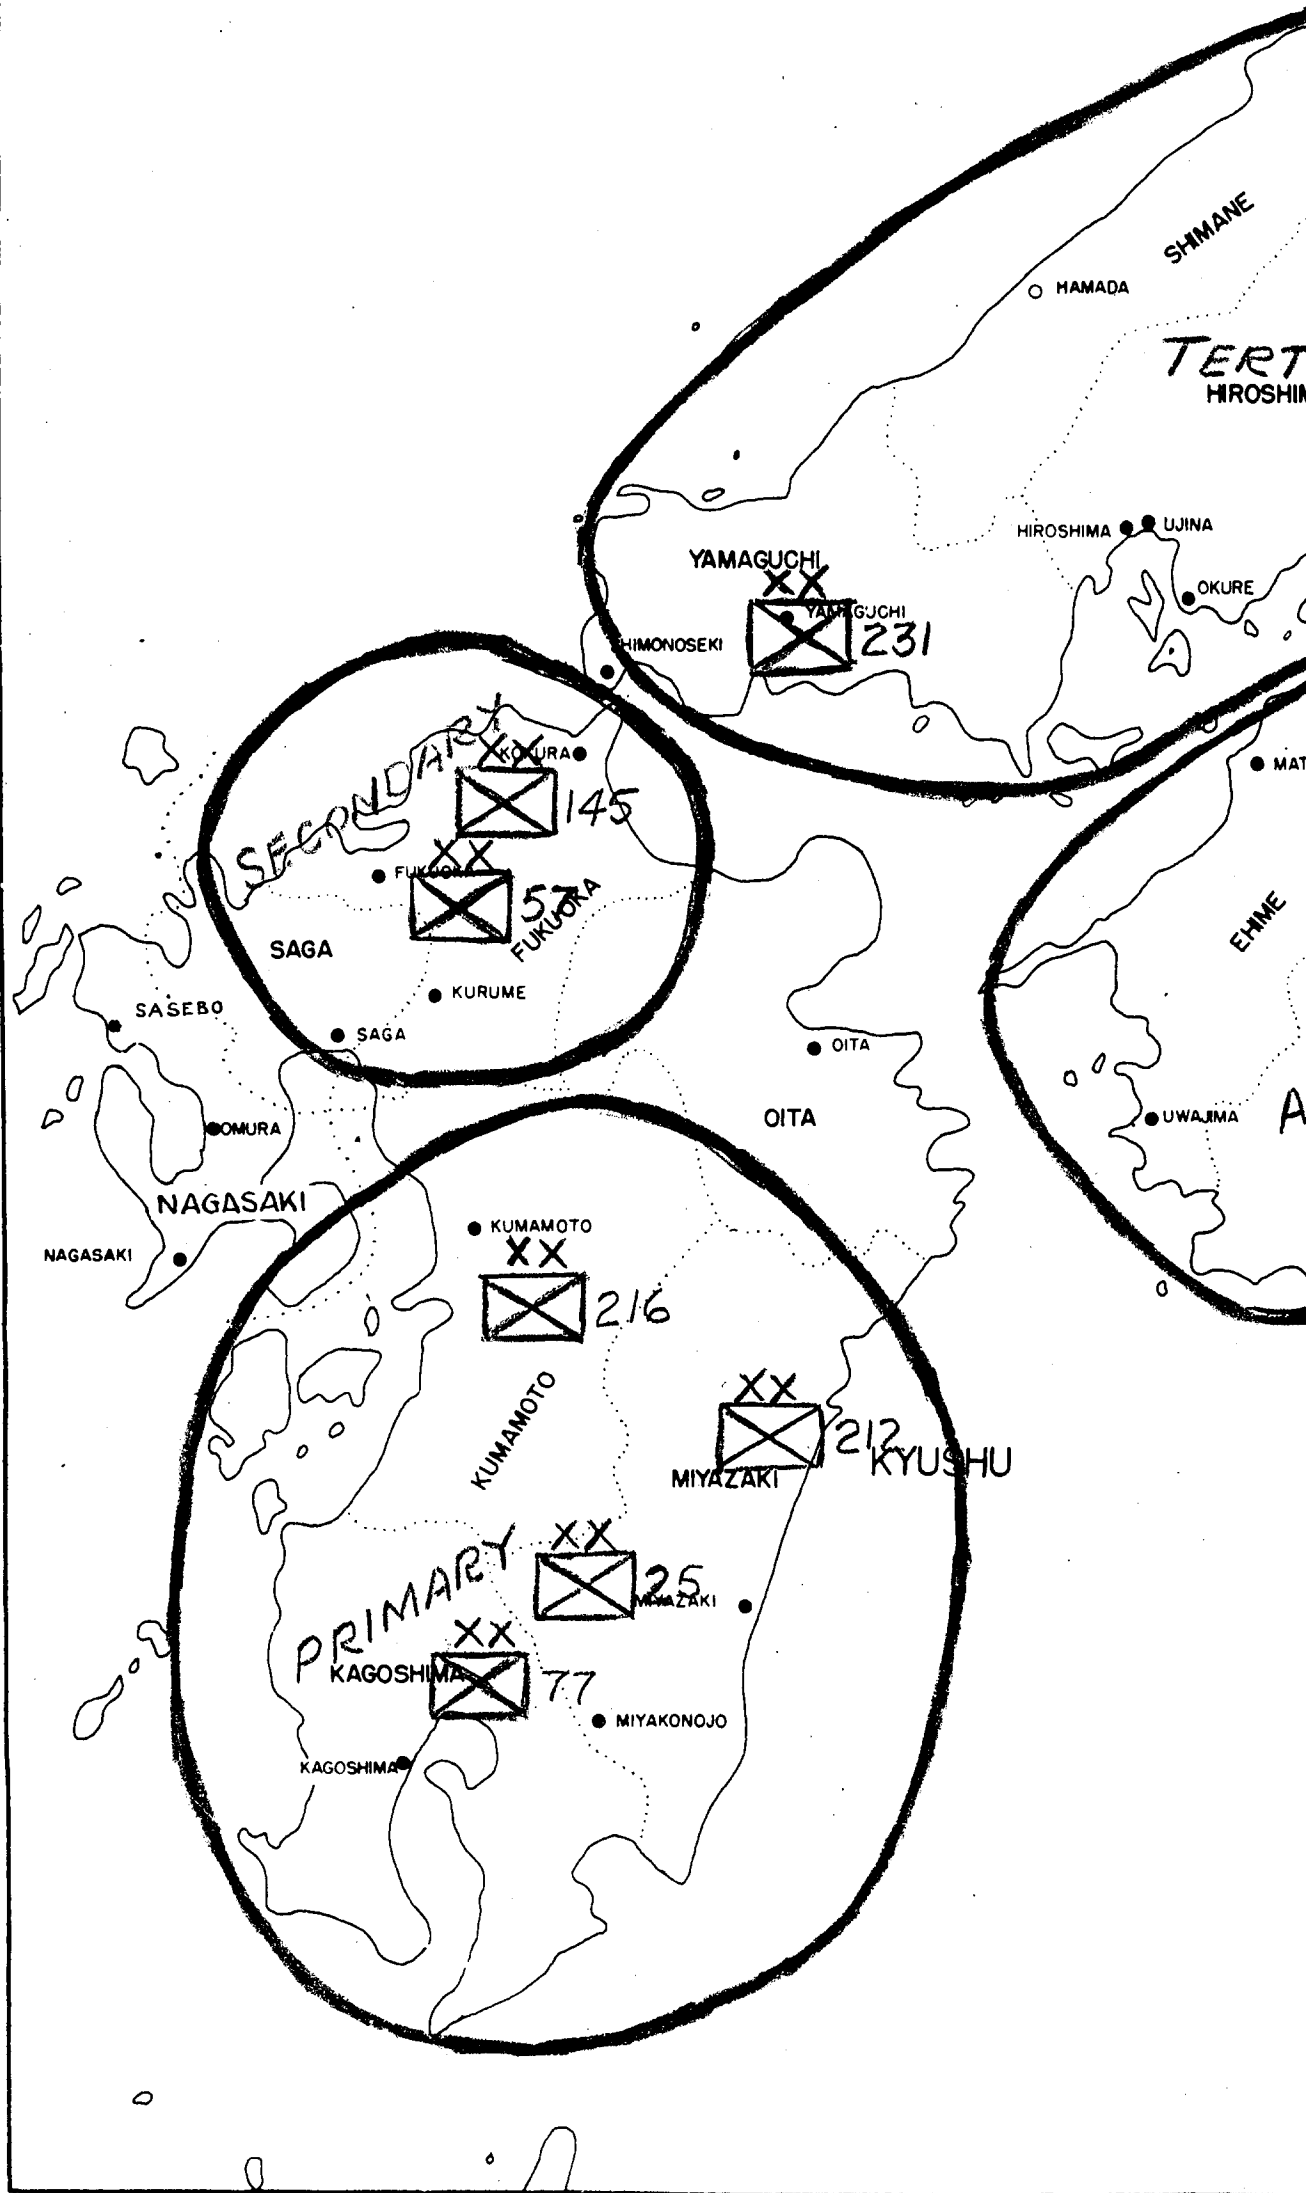 SHIMANE
HAMADA
TERT
HIROSHIM
HIROSHIMA
UJINA
OKURE
YAMAGUCHI
XX
YAMAGUCHI
231
HIMONOSEKI
SECONDARY
XX
KOKURA
145
MAT
XX
FUKUOKA
57
FUKUOKA
EHIME
SAGA
KURUME
SASEBO
SAGA
OITA
OITA
UWAJIMA
A
OMURA
NAGASAKI
NAGASAKI
KUMAMOTO
XX
216
KUMAMOTO
XX
212
KYUSHU
MIYAZAKI
PRIMARY
XX
25
MIYAZAKI
XX
KAGOSHIMA
77
MIYAKONOJO
KAGOSHIMA